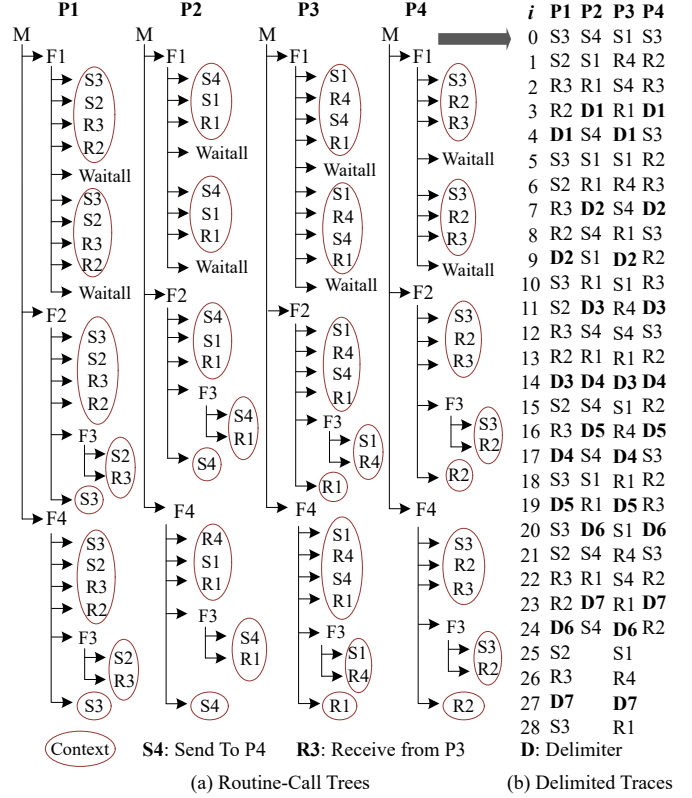 P1
M
F1
S3
S2
R3
R2
Waitall
S3
S2
R3
R2
Waitall
F2
S3
S2
R3
R2
F3
S2
R3
S3
F4
S3
S2
R3
R2
F3
S2
R3
S3
P2
M
F1
S4
S1
R1
Waitall
S4
S1
R1
Waitall
F2
S4
S1
R1
F3
S4
R1
S4
F4
R4
S1
R1
F3
S4
R1
S4
P3
M
F1
S1
R4
S4
R1
Waitall
S1
R4
S4
R1
Waitall
F2
S1
R4
S4
R1
F3
S1
R4
R1
F4
S1
R4
S4
R1
F3
S1
R4
R1
P4
M
F1
S3
R2
R3
Waitall
S3
R2
R3
Waitall
F2
S3
R2
R3
F3
S3
R2
R2
F4
S3
R2
R3
F3
S3
R2
R2
i P1 P2 P3 P4
0 S3 S4 S1 S3
1 S2 S1 R4 R2
2 R3 R1 S4 R3
3 R2 D1 R1 D1
4 D1 S4 D1 S3
5 S3 S1 S1 R2
6 S2 R1 R4 R3
7 R3 D2 S4 D2
8 R2 S4 R1 S3
9 D2 S1 D2 R2
10 S3 R1 S1 R3
11 S2 D3 R4 D3
12 R3 S4 S4 S3
13 R2 R1 R1 R2
14 D3 D4 D3 D4
15 S2 S4 S1 R2
16 R3 D5 R4 D5
17 D4 S4 D4 S3
18 S3 S1 R1 R2
19 D5 R1 D5 R3
20 S3 D6 S1 D6
21 S2 S4 R4 S3
22 R3 R1 S4 R2
23 R2 D7 R1 D7
24 D6 S4 D6 R2
25 S2 S1
26 R3 R4
27 D7 D7
28 S3 R1
Context S4: Send To P4 R3: Receive from P3 D: Delimiter
(a) Routine-Call Trees (b) Delimited Traces